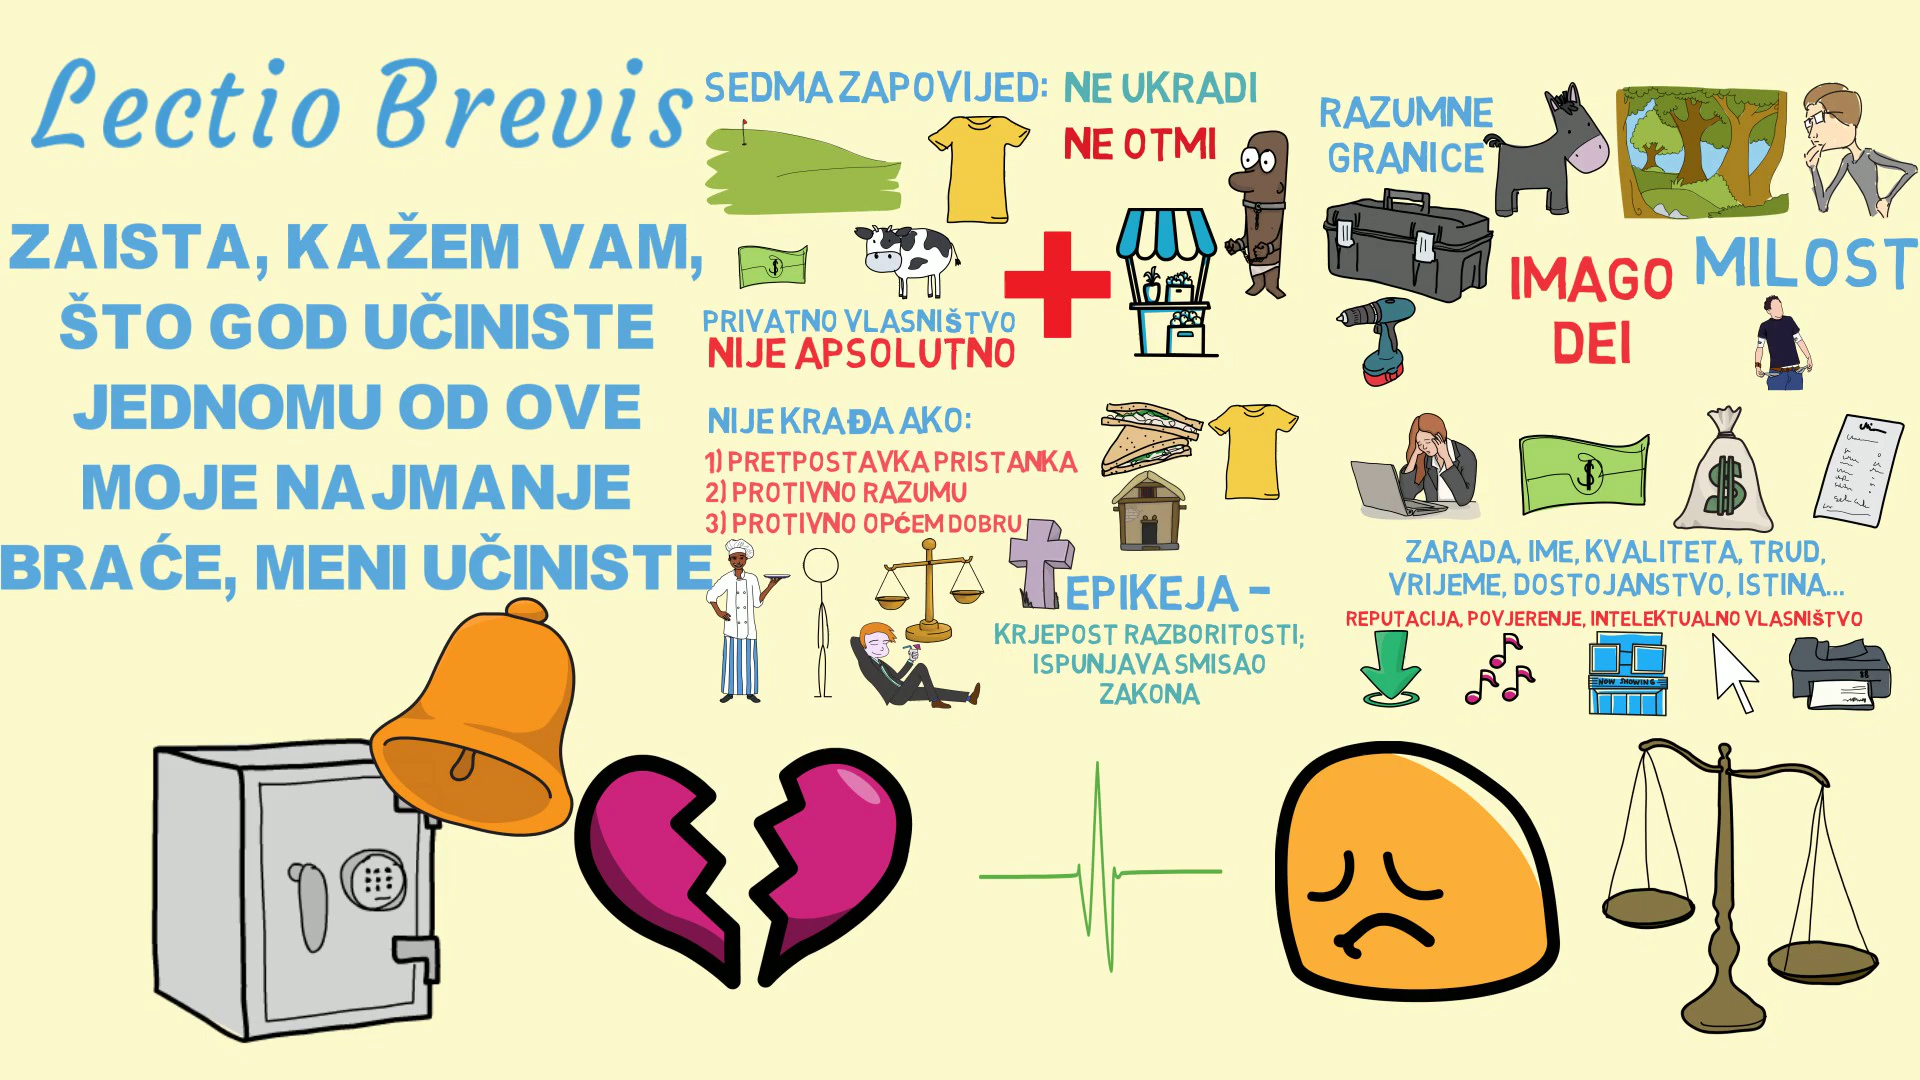 Lectio Brevis
ZAISTA, KAŽEM VAM,
ŠTO GOD UČINISTE
JEDNOMU OD OVE
MOJE NAJMANJE
BRAĆE, MENI UČINISTE
SEDMA ZAPOVIJED: NE UKRADI
NE OTMI
PRIVATNO VLASNIŠTVO
NIJE APSOLUTNO
NIJE KRAĐA AKO:
1) PRETPOSTAVKA PRISTANKA
2) PROTIVNO RAZUMU
3) PROTIVNO OPĆEM DOBRU
EPIKEJA –
KRJEPOST RAZBORITOSTI;
ISPUNJAVA SMISAO
ZAKONA
RAZUMNE
GRANICE
IMAGO
DEI
MILOST
ZARADA, IME, KVALITETA, TRUD,
VRIJEME, DOSTOJANSTVO, ISTINA...
REPUTACIJA, POVJERENJE, INTELEKTUALNO VLASNIŠTVO
NOW SHOWING